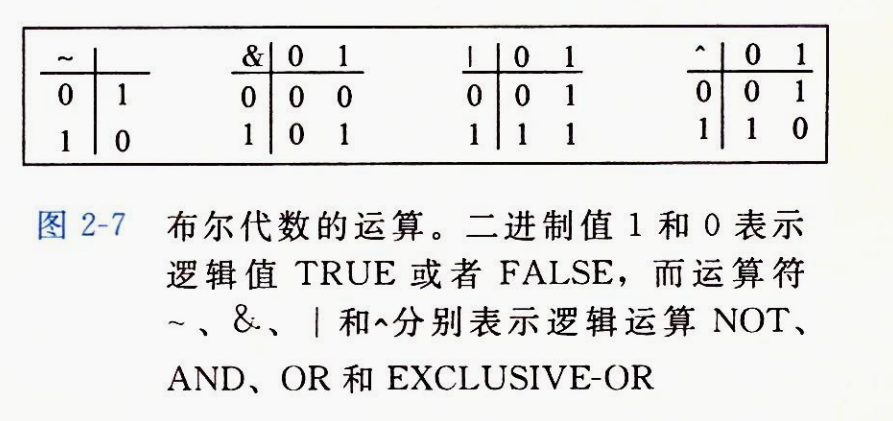 ~ & 0 1 | 0 1 ^ 0 1
0 1 0 0 0 0 0 1 0 0 1
1 0 1 0 1 1 1 1 1 1 0
图 2-7 布尔代数的运算。二进制值 1 和 0 表示
逻辑值 TRUE 或者 FALSE，而运算符
~、&、| 和^分别表示逻辑运算 NOT、
AND、OR 和 EXCLUSIVE-OR